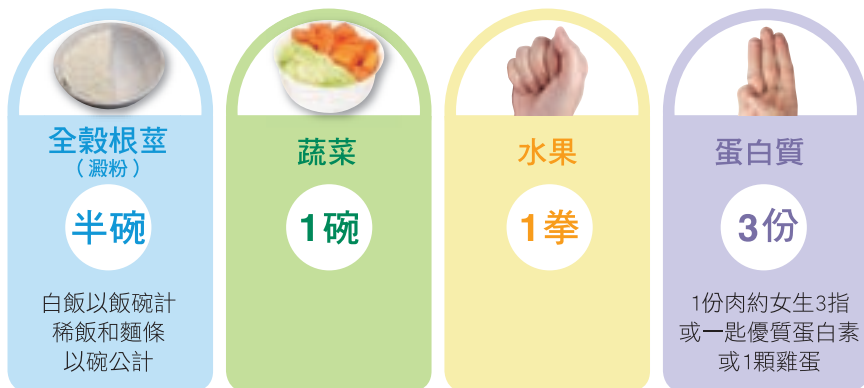 全穀根莖
（澱粉）
半碗
白飯以飯碗計
稀飯和麵條
以碗公計
蔬菜
1碗
水果
1拳
蛋白質
3份
1份肉約女生3指
或一匙優質蛋白素
或1顆雞蛋